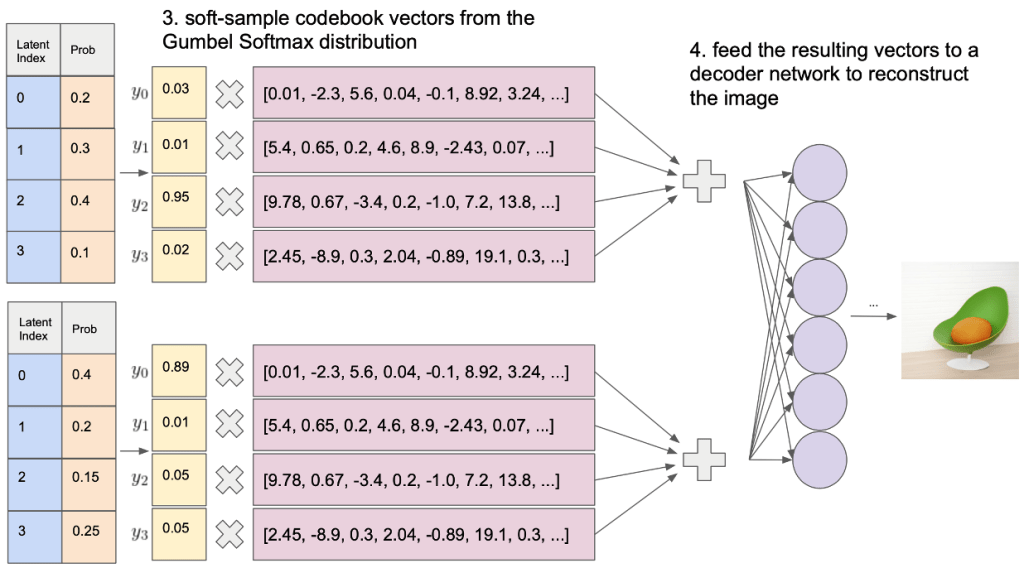 3. soft-sample codebook vectors from the
Gumbel Softmax distribution
4. feed the resulting vectors to a
decoder network to reconstruct
the image
Latent
Index
Prob
0 0.2
1 0.3
2 0.4
3 0.1
y0 0.03 [0.01, -2.3, 5.6, 0.04, -0.1, 8.92, 3.24, ...]
y1 0.01 [5.4, 0.65, 0.2, 4.6, 8.9, -2.43, 0.07, ...]
y2 0.95 [9.78, 0.67, -3.4, 0.2, -1.0, 7.2, 13.8, ...]
y3 0.02 [2.45, -8.9, 0.3, 2.04, -0.89, 19.1, 0.3, ...]
Latent
Index
Prob
0 0.4
1 0.2
2 0.15
3 0.25
y0 0.89 [0.01, -2.3, 5.6, 0.04, -0.1, 8.92, 3.24, ...]
y1 0.01 [5.4, 0.65, 0.2, 4.6, 8.9, -2.43, 0.07, ...]
y2 0.05 [9.78, 0.67, -3.4, 0.2, -1.0, 7.2, 13.8, ...]
y3 0.05 [2.45, -8.9, 0.3, 2.04, -0.89, 19.1, 0.3, ...]
...